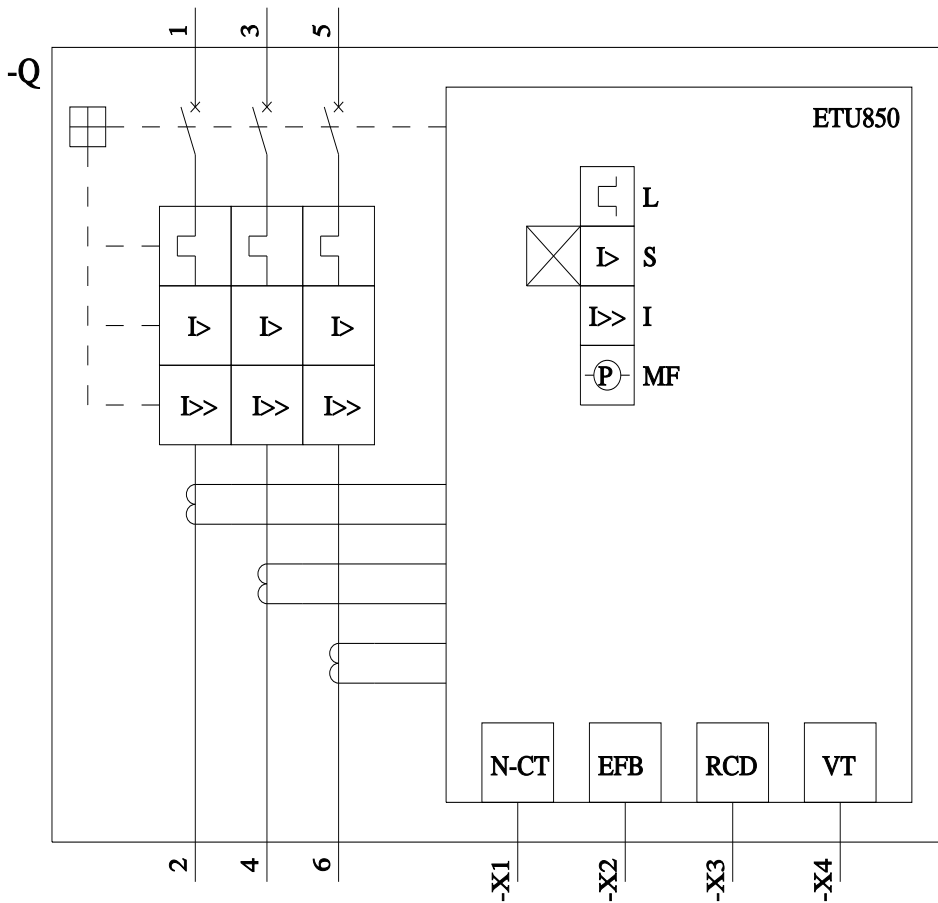 1 3 5
-Q
ETU850
L
I> S
I> I> I> I>> I
I>> I>> I>> P MF
N-CT EFB RCD VT
2 4 6 -X1 -X2 -X3 -X4